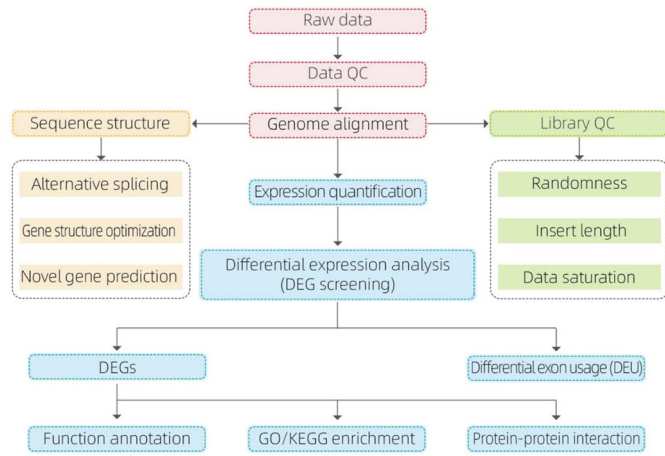 Raw data
Data QC
Sequence structure
Genome alignment
Library QC
Alternative splicing
Gene structure optimization
Novel gene prediction
Expression quantification
Randomness
Insert length
Data saturation
Differential expression analysis
(DEG screening)
DEGs
Differential exon usage (DEU)
Function annotation
GO/KEGG enrichment
Protein-protein interaction